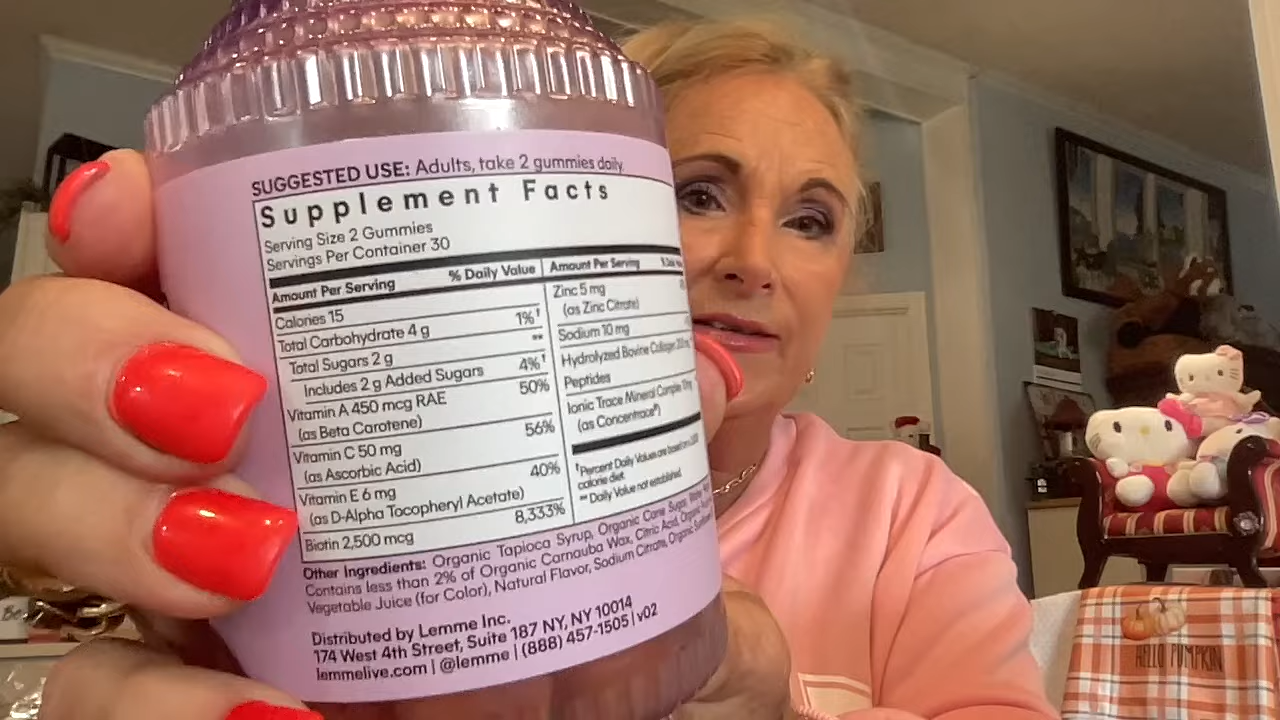 SUGGESTED USE: Adults, take 2 gummies daily.
Supplement Facts
Serving Size 2 Gummies
Servings Per Container 30
Amount Per Serving % Daily Value
Calories 15
Total Carbohydrate 4 g 1%†
Total Sugars 2 g **
Includes 2 g Added Sugars 4%†
Vitamin A 450 mcg RAE 50%
(as Beta Carotene)
Vitamin C 50 mg 56%
(as Ascorbic Acid)
Vitamin E 6 mg 40%
(as D-Alpha Tocopheryl Acetate)
Biotin 2,500 mcg 8,333%
Amount Per Serving
Zinc 5 mg
(as Zinc Citrate)
Sodium 10 mg
Hydrolyzed Bovine Collagen
Peptides
Ionic Trace Mineral Complex
(as Concentrace®)
†Percent Daily Values are based on
calorie diet.
** Daily Value not established.
Other Ingredients: Organic Tapioca Syrup, Organic Cane Sugar,
Contains less than 2% of Organic Carnauba Wax, Citric Acid, Organic
Vegetable Juice (for Color), Natural Flavor, Sodium Citrate, Organic
Distributed by Lemme Inc.
174 West 4th Street, Suite 187 NY, NY 10014
lemmelive.com | @lemme | (888) 457-1505 | v02
HELLO PUMPKIN